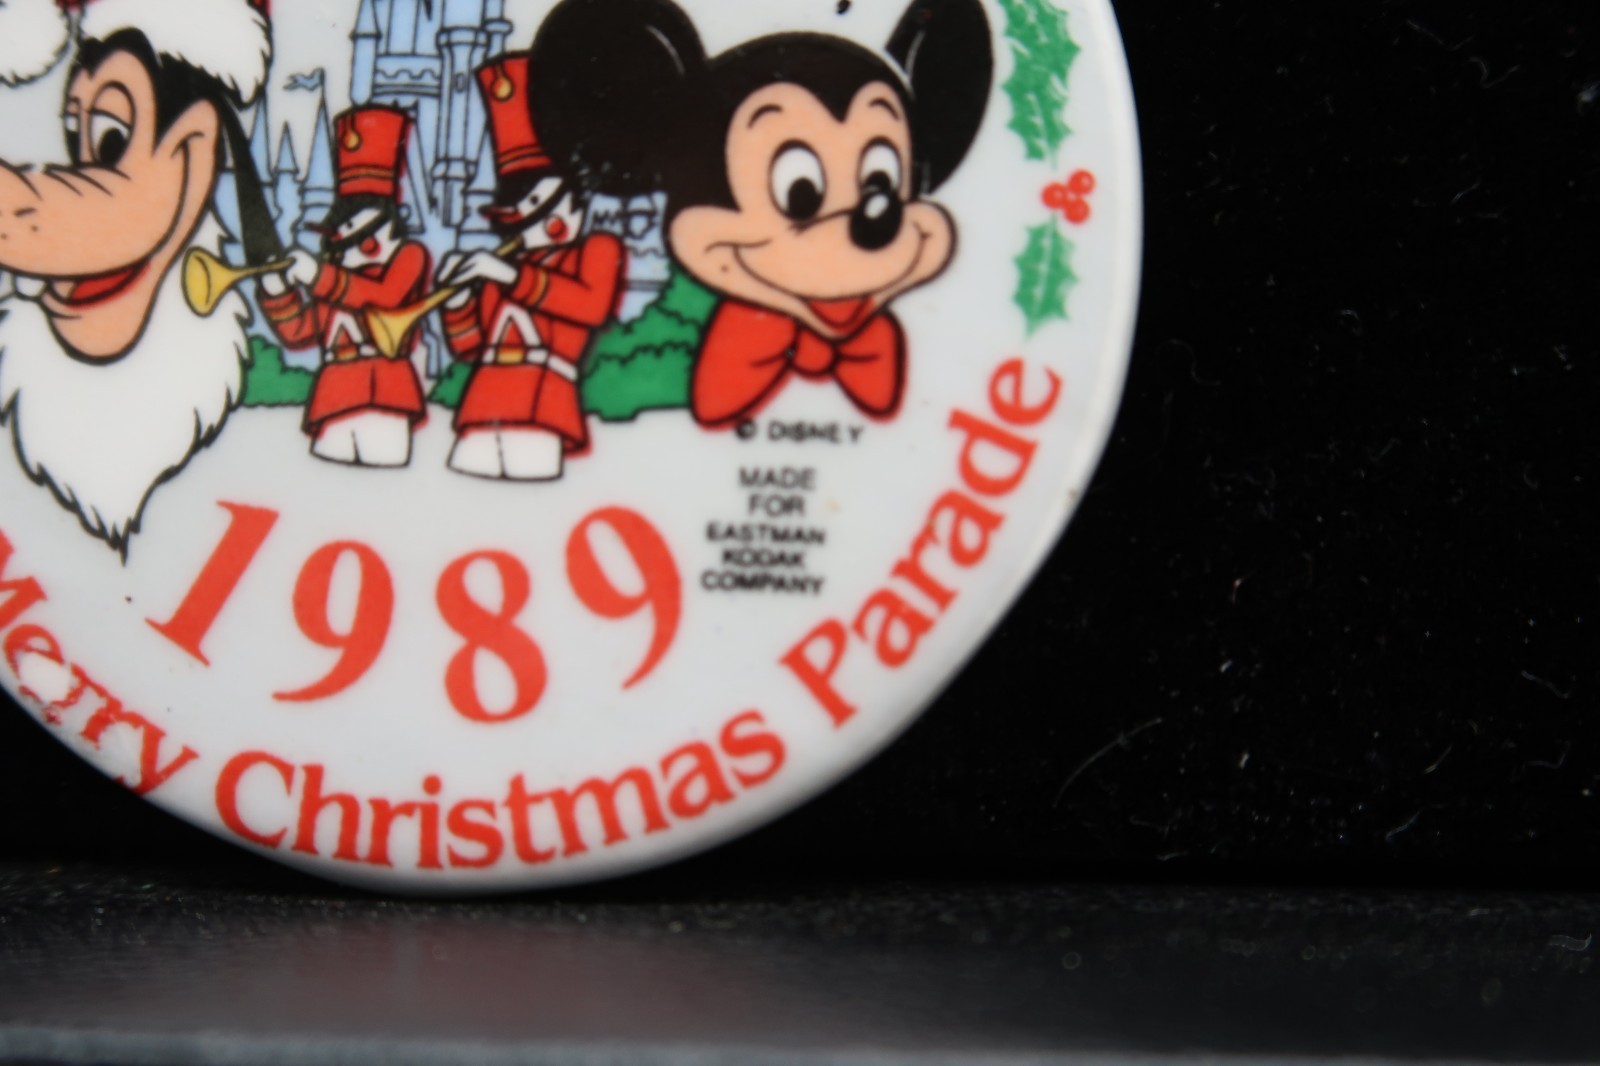 © DISNEY
MADE
FOR
EASTMAN
KODAK
COMPANY
1989
Merry Christmas Parade